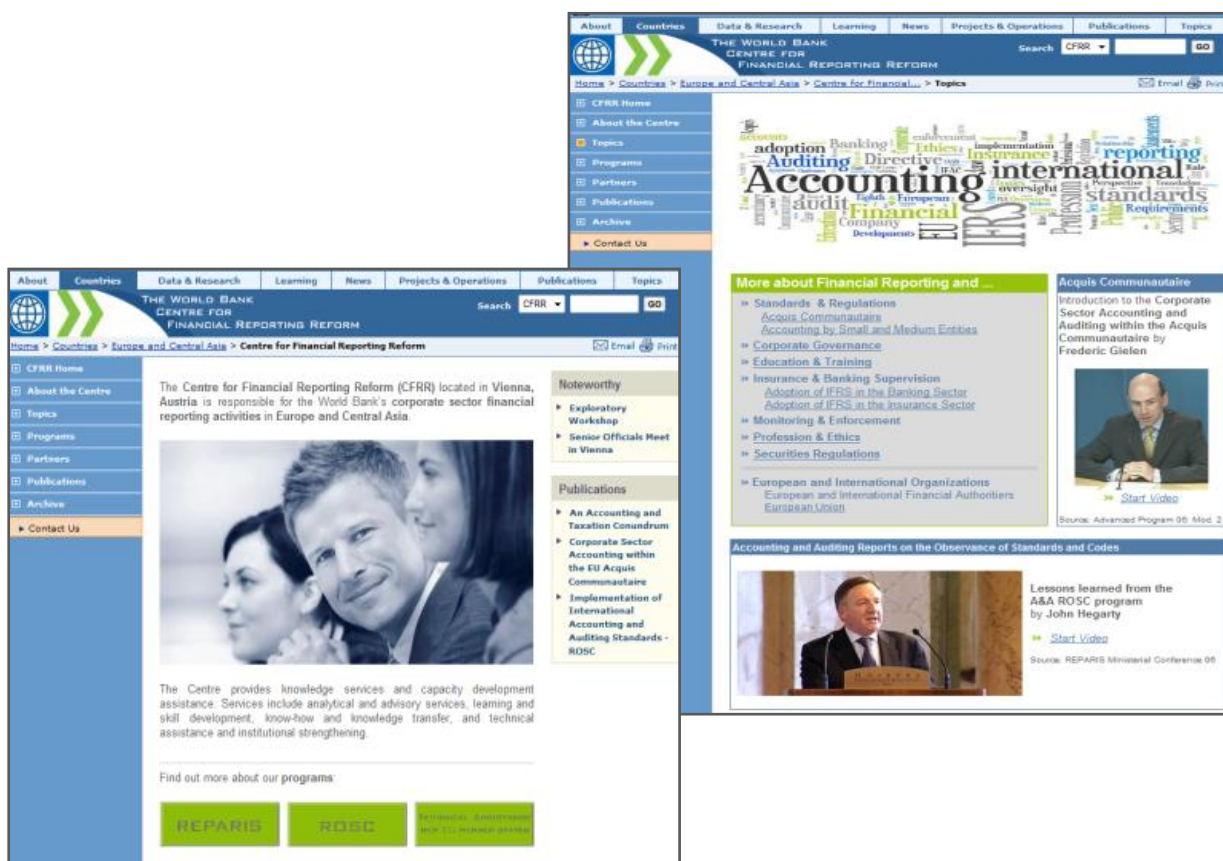 About Countries Data & Research Learning News Projects & Operations Publications Topics
THE WORLD BANK
CENTRE FOR
FINANCIAL REPORTING REFORM
Search CFRR GO
Home > Countries > Europe and Central Asia > Centre for Financial... > Topics
Email Print
CFRR Home
About the Centre
Topics
Programs
Partners
Publications
Archive
Contact Us
adoption Banking Ethics implementation reporting
Auditing Directive Insurance international
Accounting oversight standards
audit Eighth European Financial IFRS EU Profession Requirements
Company
Developments
Perspective
More about Financial Reporting and ...
Standards & Regulations
Acquis Communautaire
Accounting by Small and Medium Entities
Corporate Governance
Education & Training
Insurance & Banking Supervision
Adoption of IFRS in the Banking Sector
Adoption of IFRS in the Insurance Sector
Monitoring & Enforcement
Profession & Ethics
Securities Regulations
European and International Organizations
European and International Financial Authoritiers
European Union
Acquis Communautaire
Introduction to the Corporate
Sector Accounting and
Auditing within the Acquis
Communautaire by
Frederic Gielen
Start Video
Source: Advanced Program 06: Mod. 2
Accounting and Auditing Reports on the Observance of Standards and Codes
Lessons learned from the
A&A ROSC program
by John Hegarty
Start Video
Source: REPARIS Ministerial Conference 06
About Countries Data & Research Learning News Projects & Operations Publications Topics
THE WORLD BANK
CENTRE FOR
FINANCIAL REPORTING REFORM
Search CFRR GO
Home > Countries > Europe and Central Asia > Centre for Financial Reporting Reform
Email Print
CFRR Home
About the Centre
Topics
Programs
Partners
Publications
Archive
Contact Us
The Centre for Financial Reporting Reform (CFRR) located in Vienna,
Austria is responsible for the World Bank's corporate sector financial
reporting activities in Europe and Central Asia.
The Centre provides knowledge services and capacity development
assistance. Services include analytical and advisory services, learning and
skill development, know-how and knowledge transfer, and technical
assistance and institutional strengthening.
Find out more about our programs:
REPARIS
ROSC
Noteworthy
Exploratory
Workshop
Senior Officials Meet
in Vienna
Publications
An Accounting and
Taxation Conundrum
Corporate Sector
Accounting within
the EU Acquis
Communautaire
Implementation of
International
Accounting and
Auditing Standards -
ROSC